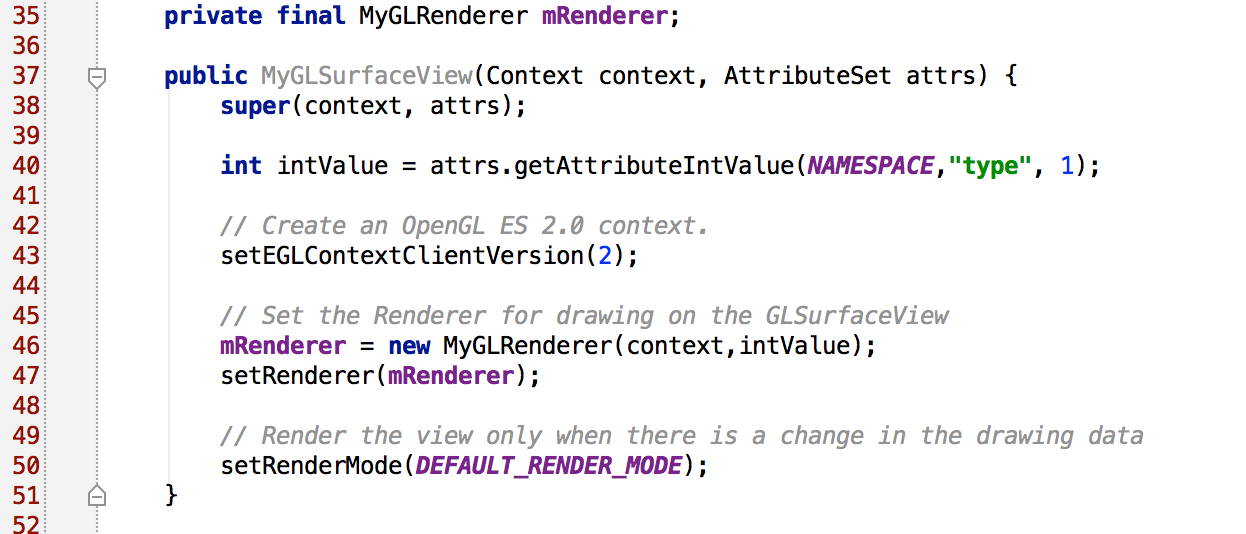 35 private final MyGLRenderer mRenderer;
36
37 public MyGLSurfaceView(Context context, AttributeSet attrs) {
38 super(context, attrs);
39
40 int intValue = attrs.getAttributeIntValue(NAMESPACE,"type", 1);
41
42 // Create an OpenGL ES 2.0 context.
43 setEGLContextClientVersion(2);
44
45 // Set the Renderer for drawing on the GLSurfaceView
46 mRenderer = new MyGLRenderer(context,intValue);
47 setRenderer(mRenderer);
48
49 // Render the view only when there is a change in the drawing data
50 setRenderMode(DEFAULT_RENDER_MODE);
51 }
52